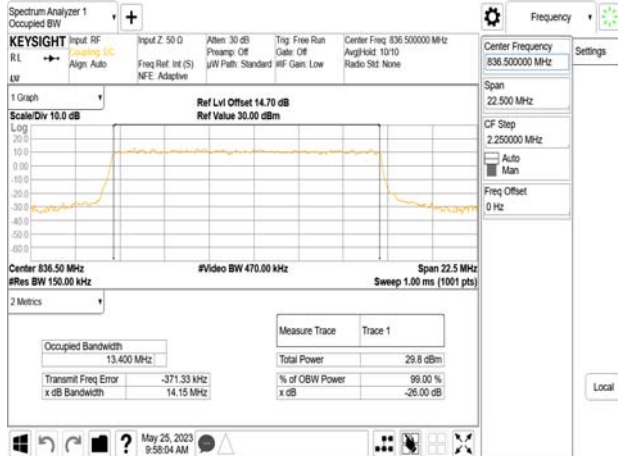 Spectrum Analyzer 1
Occupied BW
Frequency
KEYSIGHT
RL
Input: RF
Coupling: DC
Align: Auto
Input Z: 50 Ω
Freq Ref: Int (S)
NFE: Adaptive
Atten: 30 dB
Preamp: Off
µW Path: Standard
Trig: Free Run
Gate: Off
#IF Gain: Low
Center Freq: 836.500000 MHz
Avg|Hold: 10/10
Radio Std: None
Center Frequency
836.500000 MHz
Settings
Span
22.500 MHz
CF Step
2.250000 MHz
Auto
Man
Freq Offset
0 Hz
Local
1 Graph
Scale/Div 10.0 dB
Ref Lvl Offset 14.70 dB
Ref Value 30.00 dBm
Log
20.0
10.0
0.00
-10.0
-20.0
-30.0
-40.0
-50.0
-60.0
Center 836.50 MHz
#Video BW 470.00 kHz
Span 22.5 MHz
#Res BW 150.00 kHz
Sweep 1.00 ms (1001 pts)
2 Metrics
Measure Trace
Trace 1
Occupied Bandwidth
13.400 MHz
Total Power
29.8 dBm
Transmit Freq Error
-371.33 kHz
% of OBW Power
99.00 %
x dB Bandwidth
14.15 MHz
x dB
-26.00 dB
?
May 25, 2023
9:58:04 AM